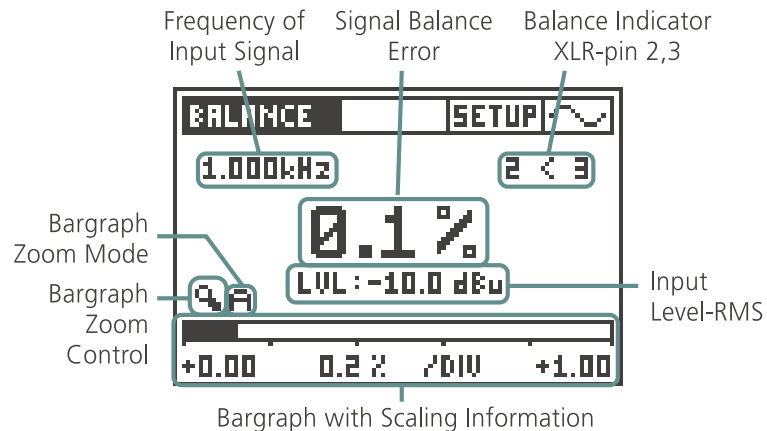 Frequency of
Input Signal
Signal Balance
Error
Balance Indicator
XLR-pin 2,3
BALANCE
SETUP
1.000kHz
2 < 3
0.1%
LVL:-10.0 dBu
A
Bargraph
Zoom Mode
Bargraph
Zoom
Control
Input
Level-RMS
+0.00 0.2 % /DIV +1.00
Bargraph with Scaling Information